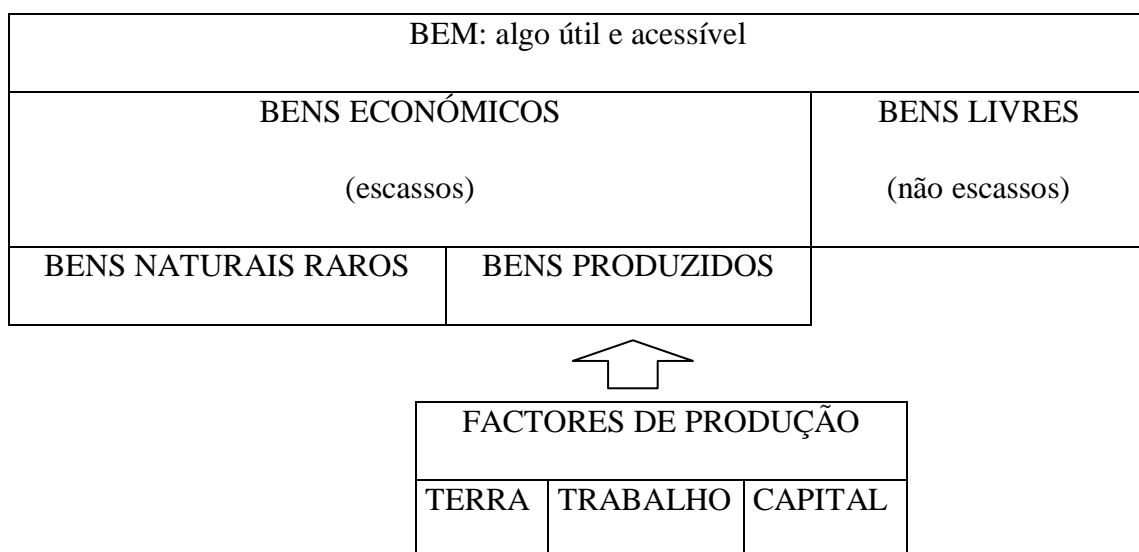 BEM: algo útil e acessível
BENS ECONÓMICOS
(escassos)
BENS LIVRES
(não escassos)
BENS NATURAIS RAROS
BENS PRODUZIDOS
FACTORES DE PRODUÇÃO
TERRA
TRABALHO
CAPITAL